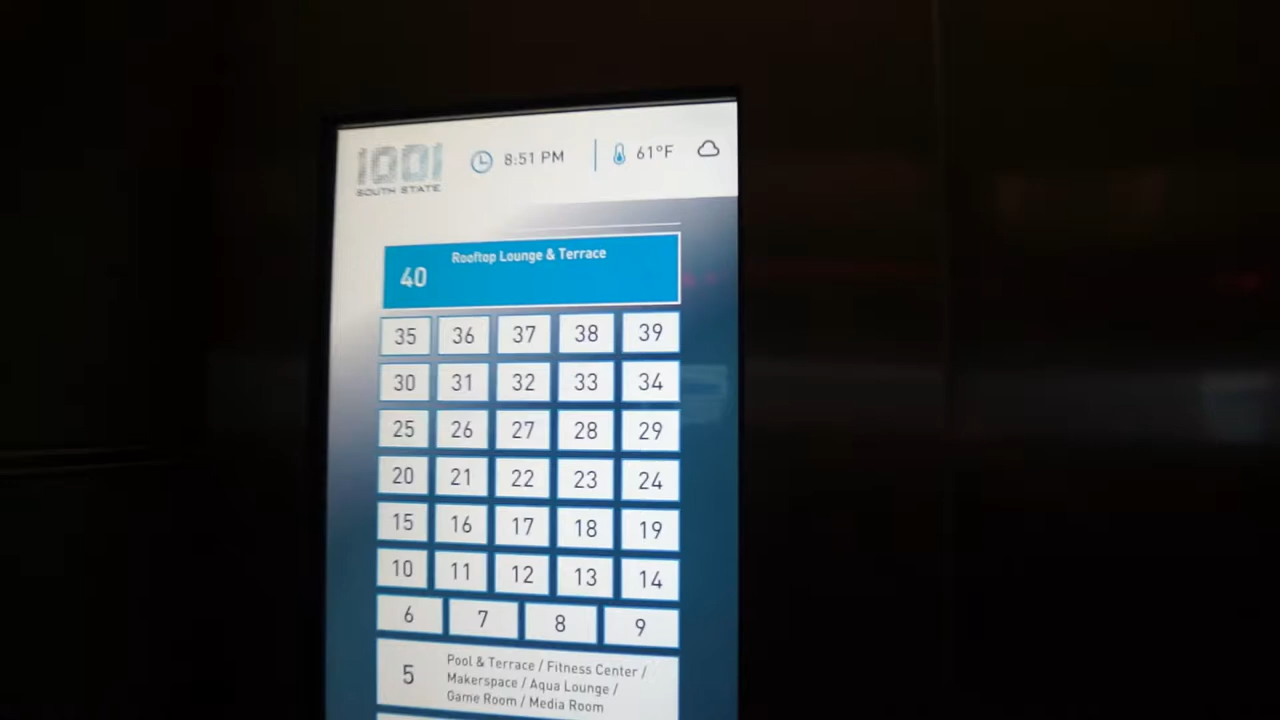 1001
SOUTH STATE
8:51 PM
61°F
40 Rooftop Lounge & Terrace
35 36 37 38 39
30 31 32 33 34
25 26 27 28 29
20 21 22 23 24
15 16 17 18 19
10 11 12 13 14
6 7 8 9
5
Pool & Terrace / Fitness Center /
Makerspace / Aqua Lounge /
Game Room / Media Room